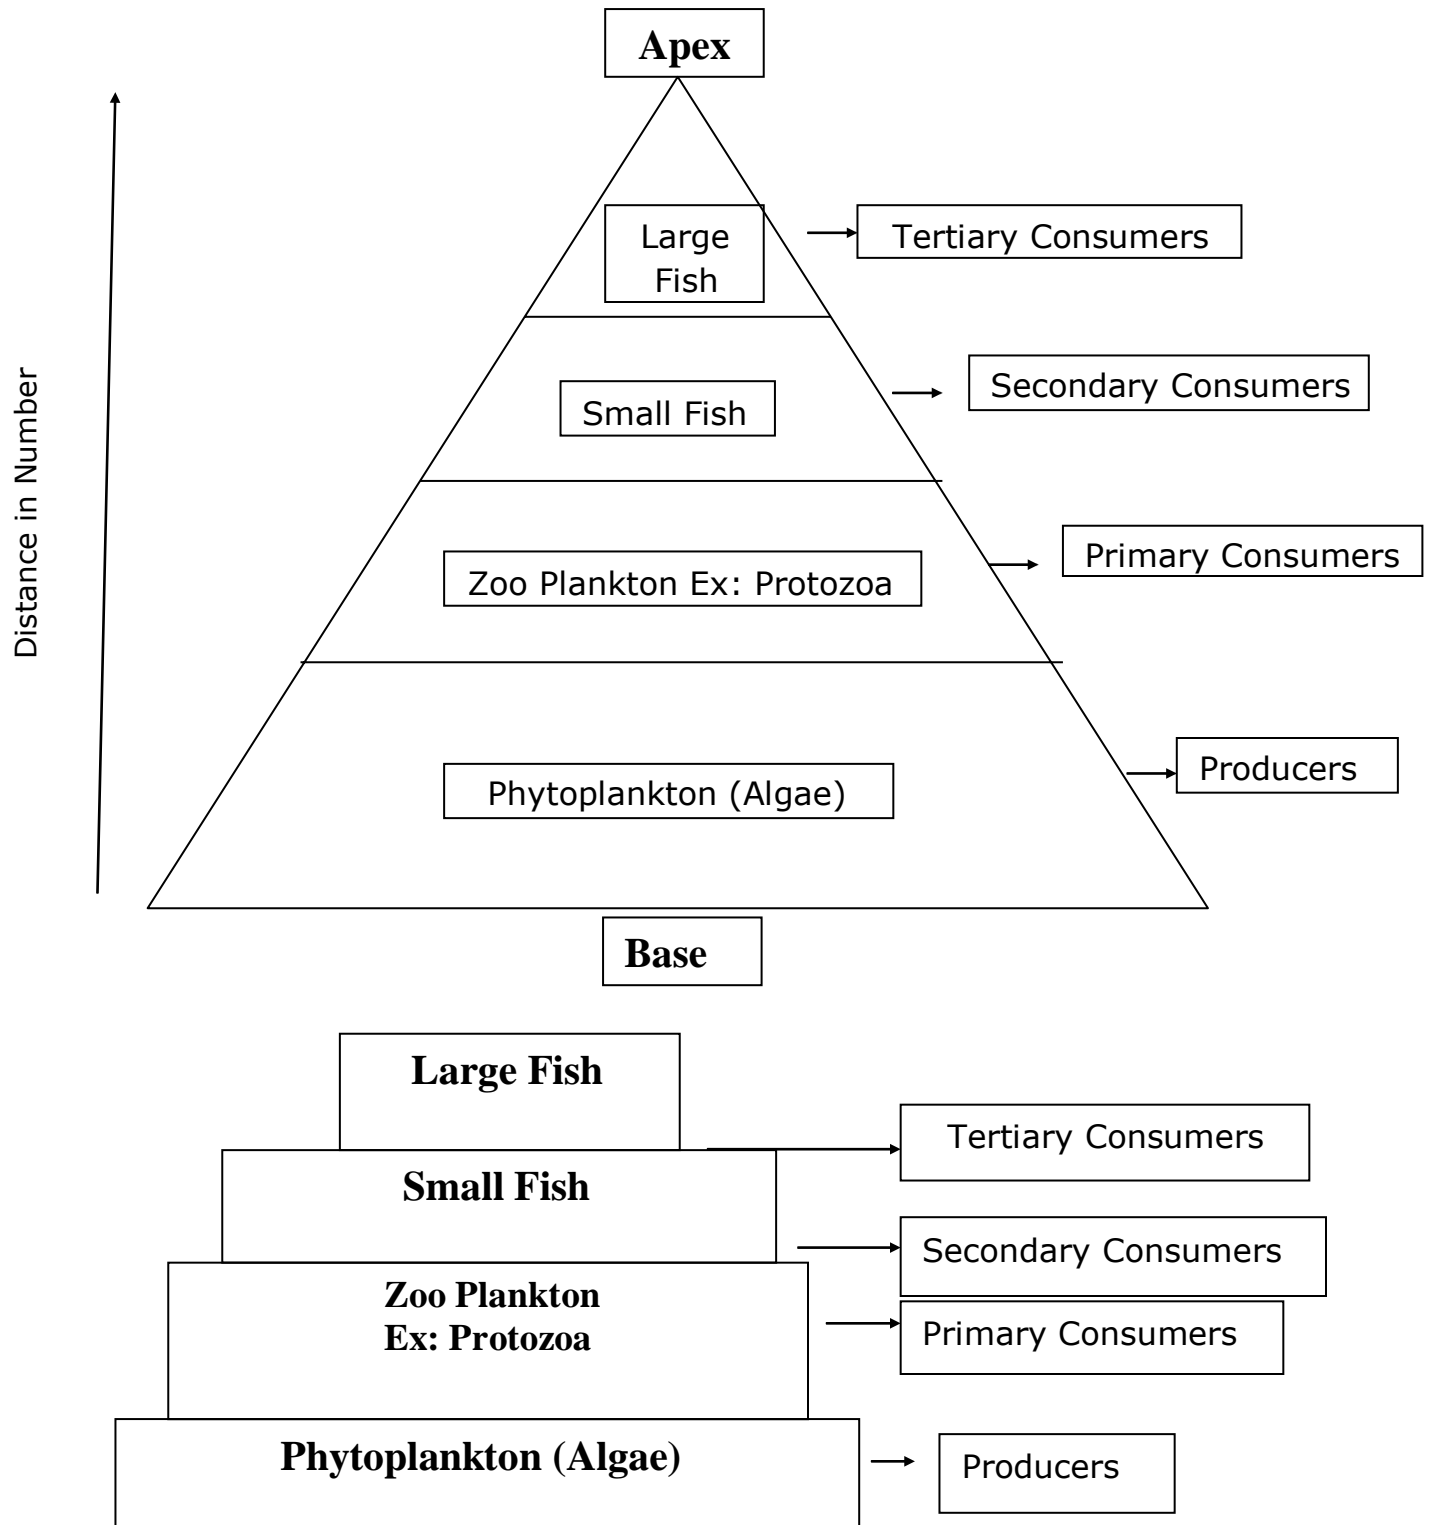 Apex
Large
Fish
Tertiary Consumers
Small Fish
Secondary Consumers
Distance in Number
Zoo Plankton Ex: Protozoa
Primary Consumers
Phytoplankton (Algae)
Producers
Base
Large Fish
Tertiary Consumers
Small Fish
Secondary Consumers
Zoo Plankton
Ex: Protozoa
Primary Consumers
Phytoplankton (Algae)
Producers